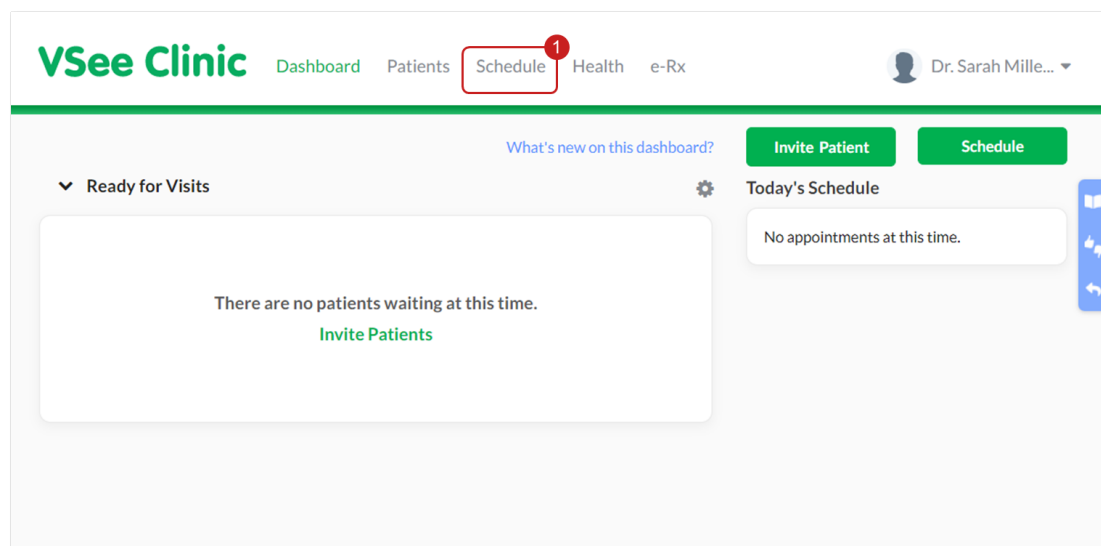 VSee Clinic Dashboard Patients Schedule 1 Health e-Rx Dr. Sarah Mille...
What's new on this dashboard? Invite Patient Schedule
Ready for Visits
Today's Schedule
No appointments at this time.
There are no patients waiting at this time.
Invite Patients